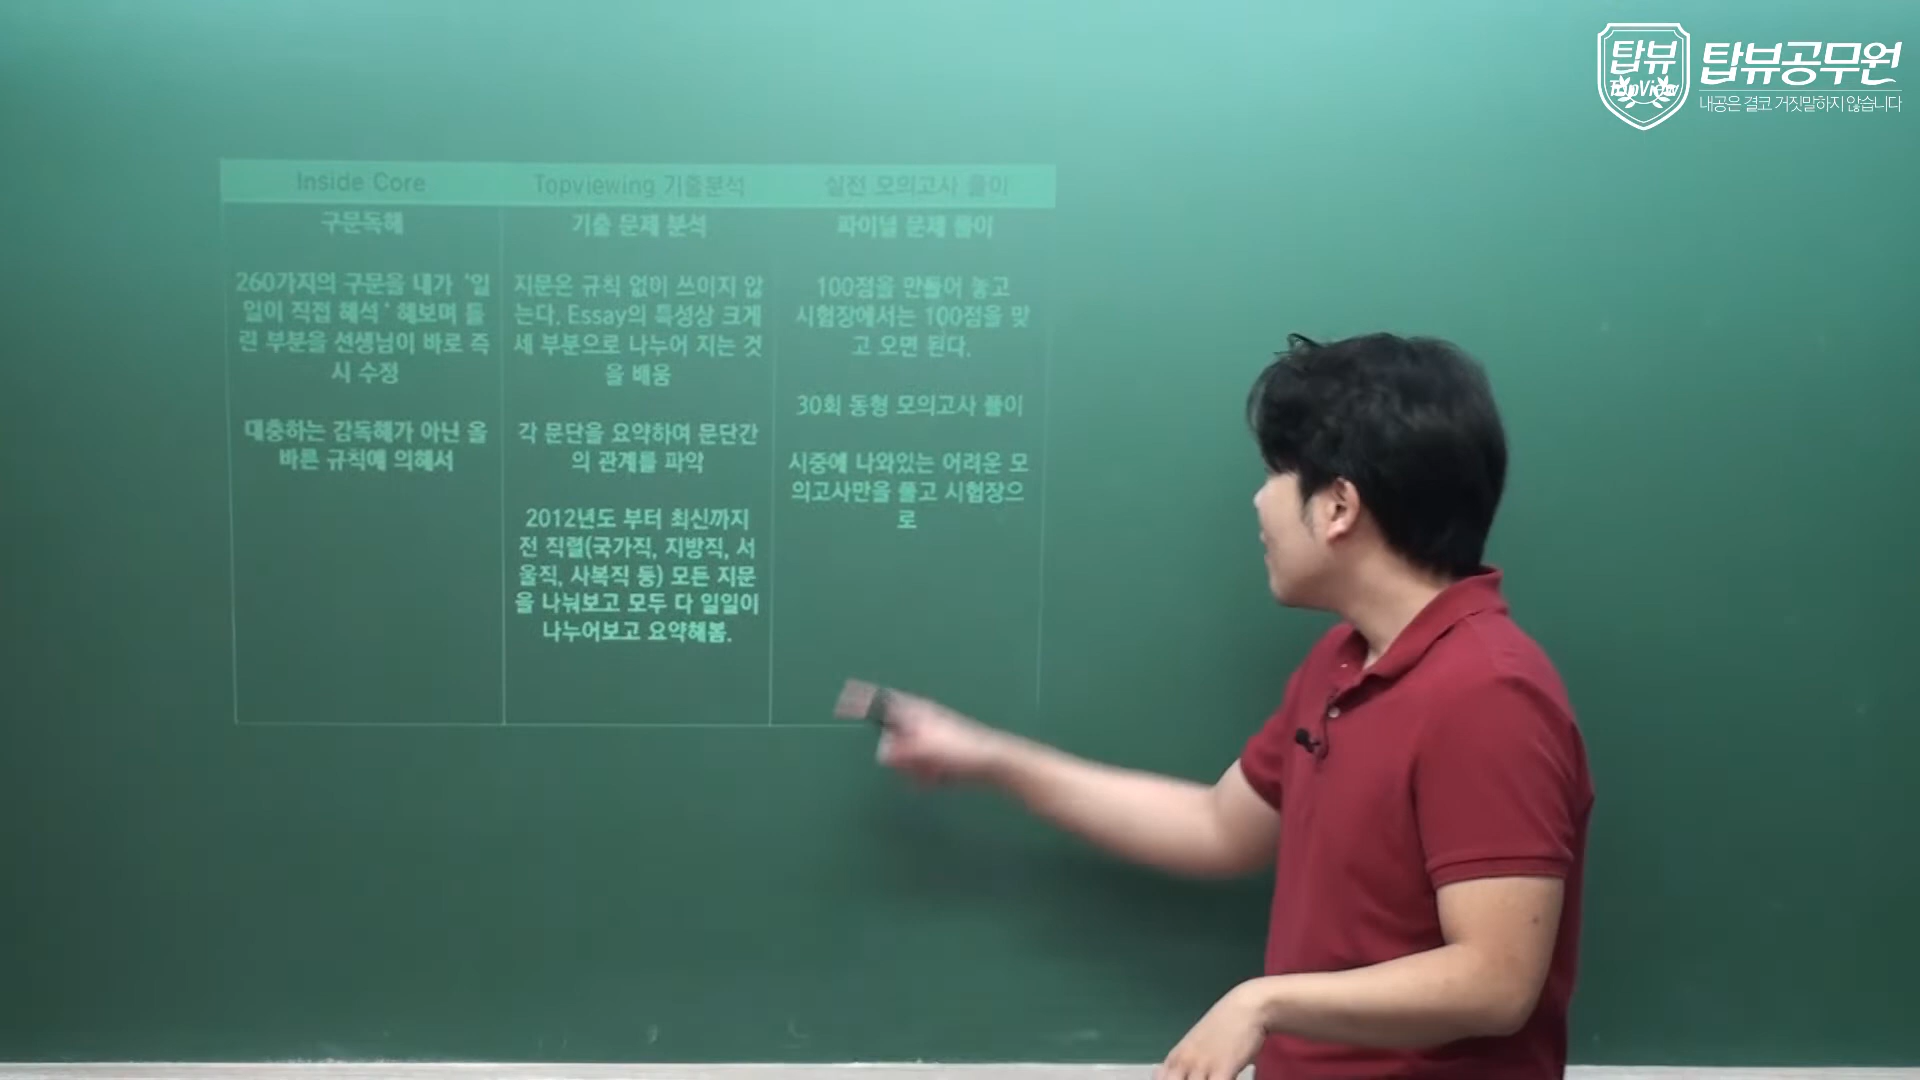 탑뷰
TopView
탑뷰공무원
내공은 결코 거짓말하지 않습니다
Inside Core
Topviewing 기출분석
실전 모의고사 풀이
구문독해
260가지의 구문을 내가 '일
일이 직접 해석' 해보며 틀
린 부분을 선생님이 바로 즉
시 수정
대충하는 감독해가 아닌 올
바른 규칙에 의해서
기출 문제 분석
지문은 규칙 없이 쓰이지 않
는다. Essay의 특성상 크게
세 부분으로 나누어 지는 것
을 배움
각 문단을 요약하여 문단간
의 관계를 파악
2012년도 부터 최신까지
전 직렬(국가직, 지방직, 서
울직, 사복직 등) 모든 지문
을 나눠보고 모두 다 일일이
나누어보고 요약해봄.
파이널 문제 풀이
100점을 만들어 놓고
시험장에서는 100점을 맞
고 오면 된다.
30회 동형 모의고사 풀이
시중에 나와있는 어려운 모
의고사만을 풀고 시험장으
로